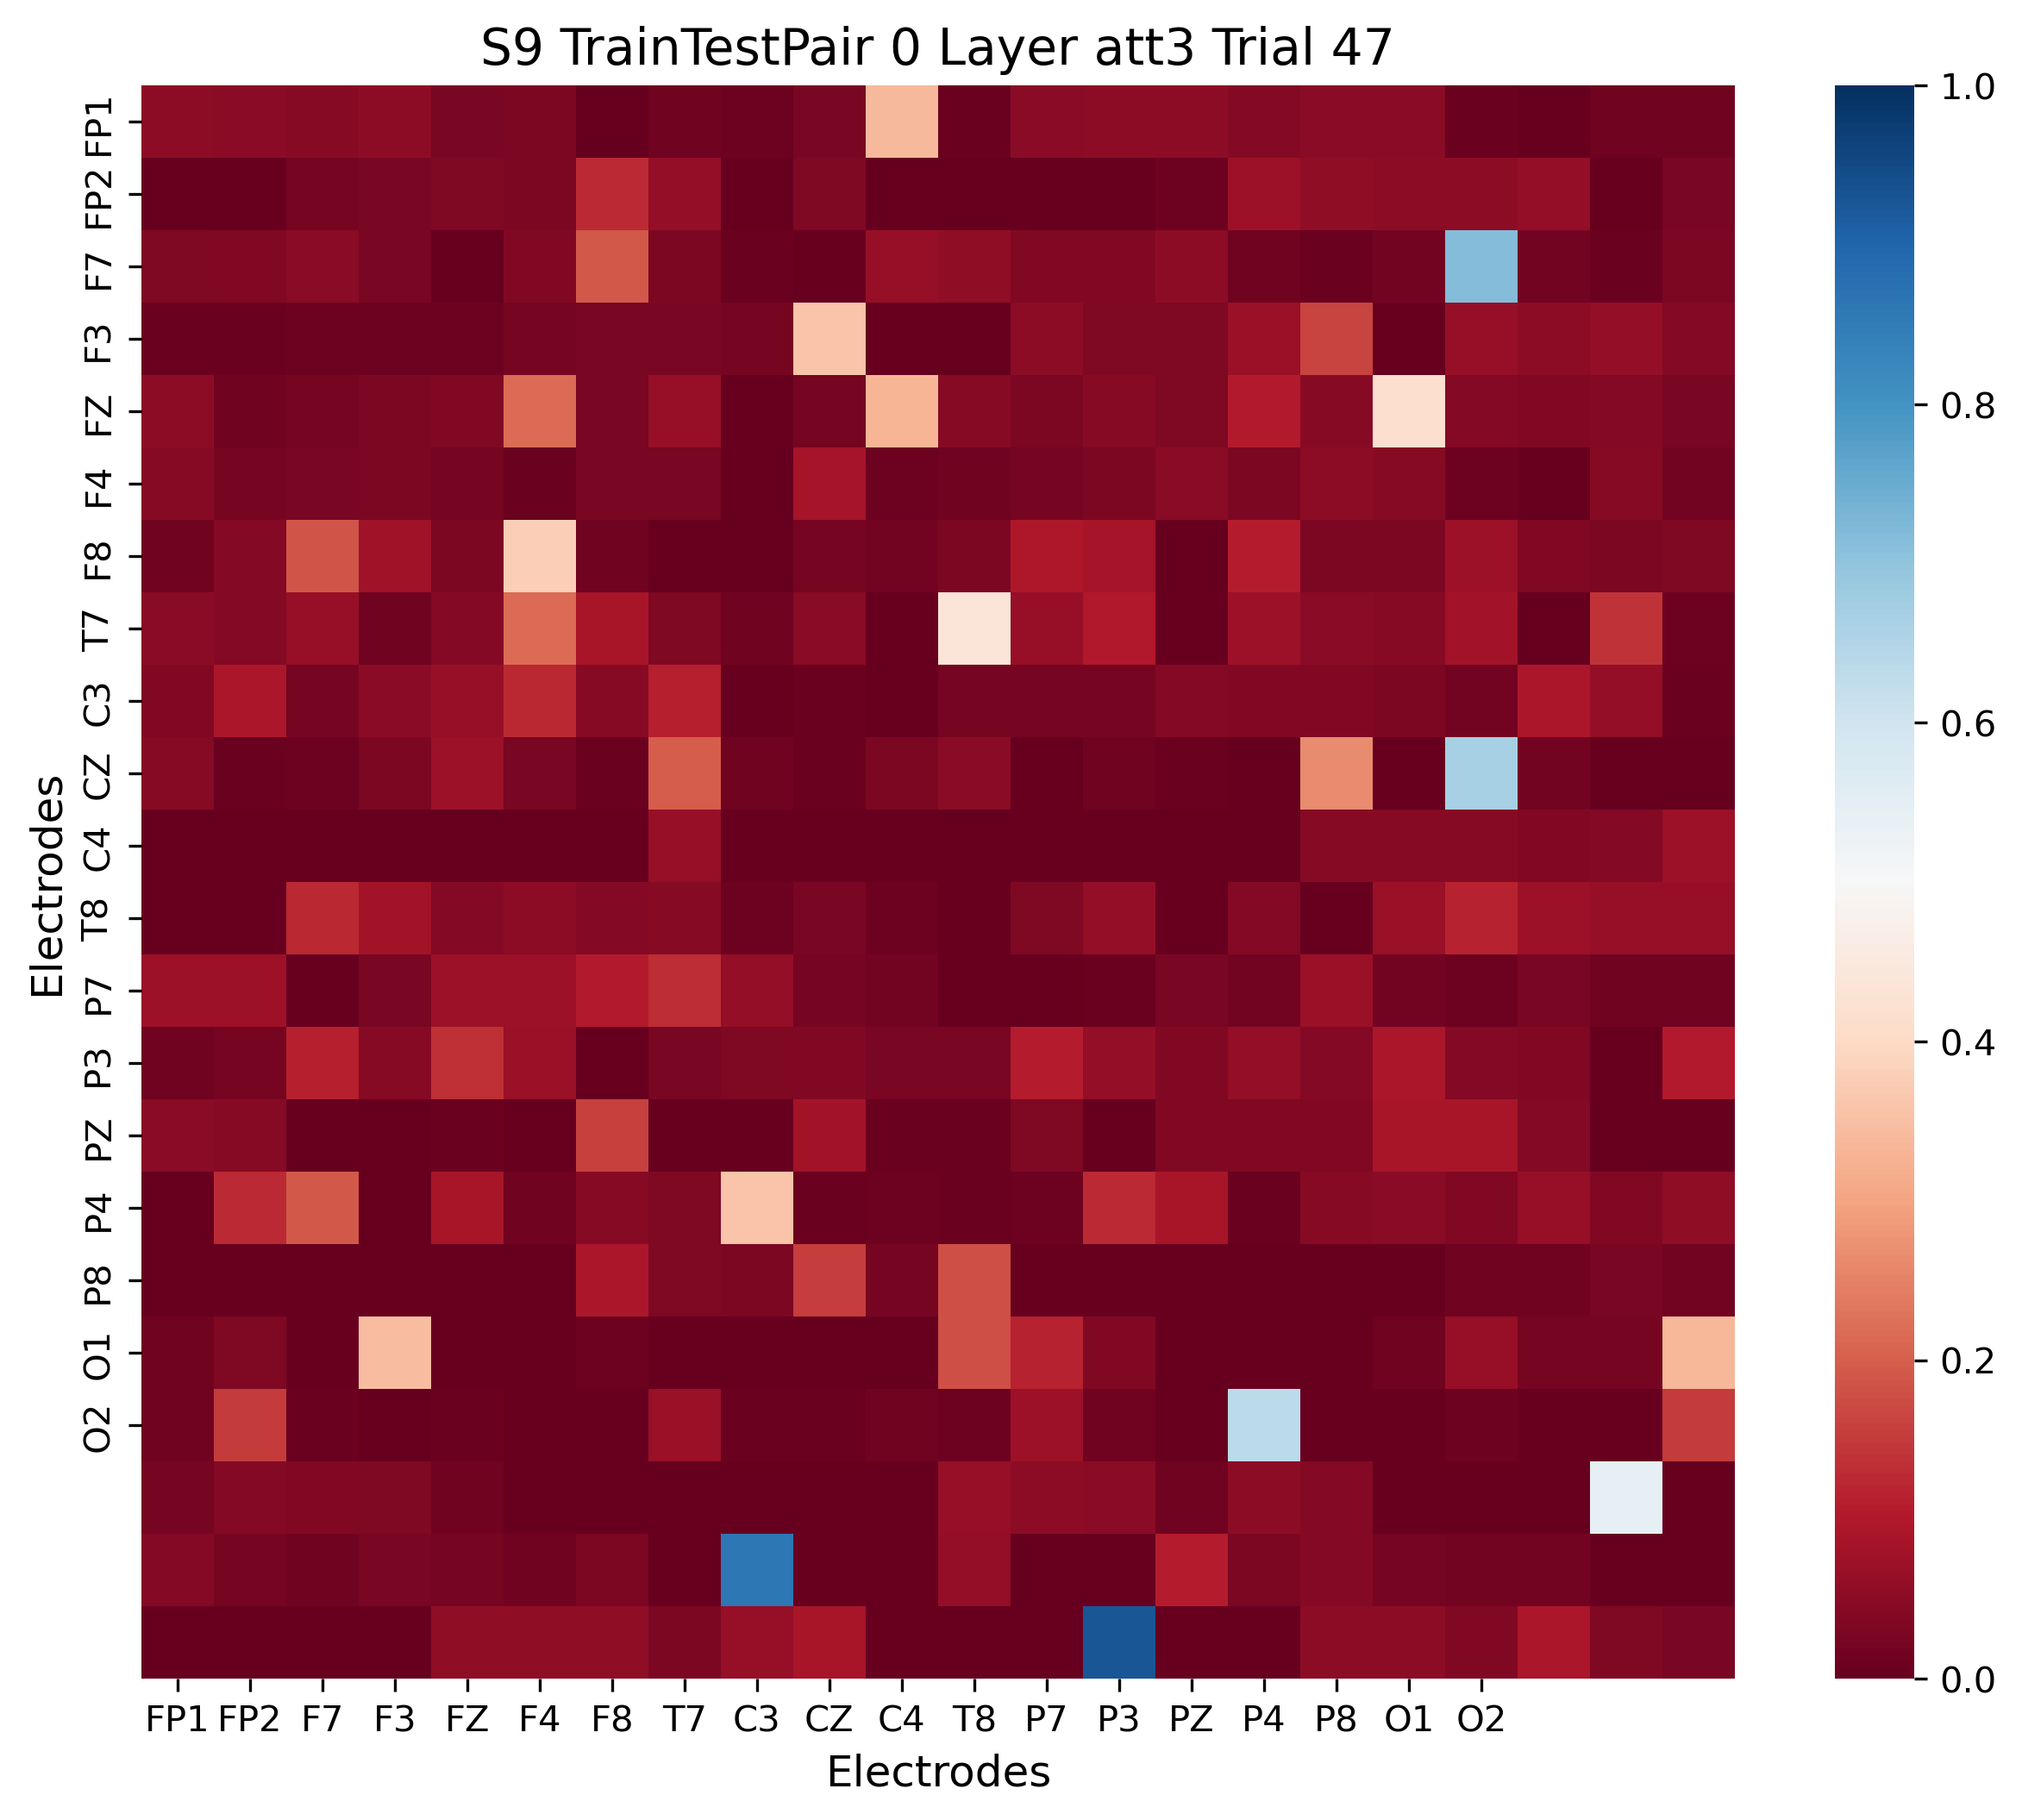 S9 TrainTestPair 0 Layer att3 Trial 47
Electrodes
FP1
FP2
F7
F3
FZ
F4
F8
T7
C3
CZ
C4
T8
P7
P3
PZ
P4
P8
O1
O2
FP1 FP2 F7 F3 FZ F4 F8 T7 C3 CZ C4 T8 P7 P3 PZ P4 P8 O1 O2
Electrodes
1.0
0.8
0.6
0.4
0.2
0.0